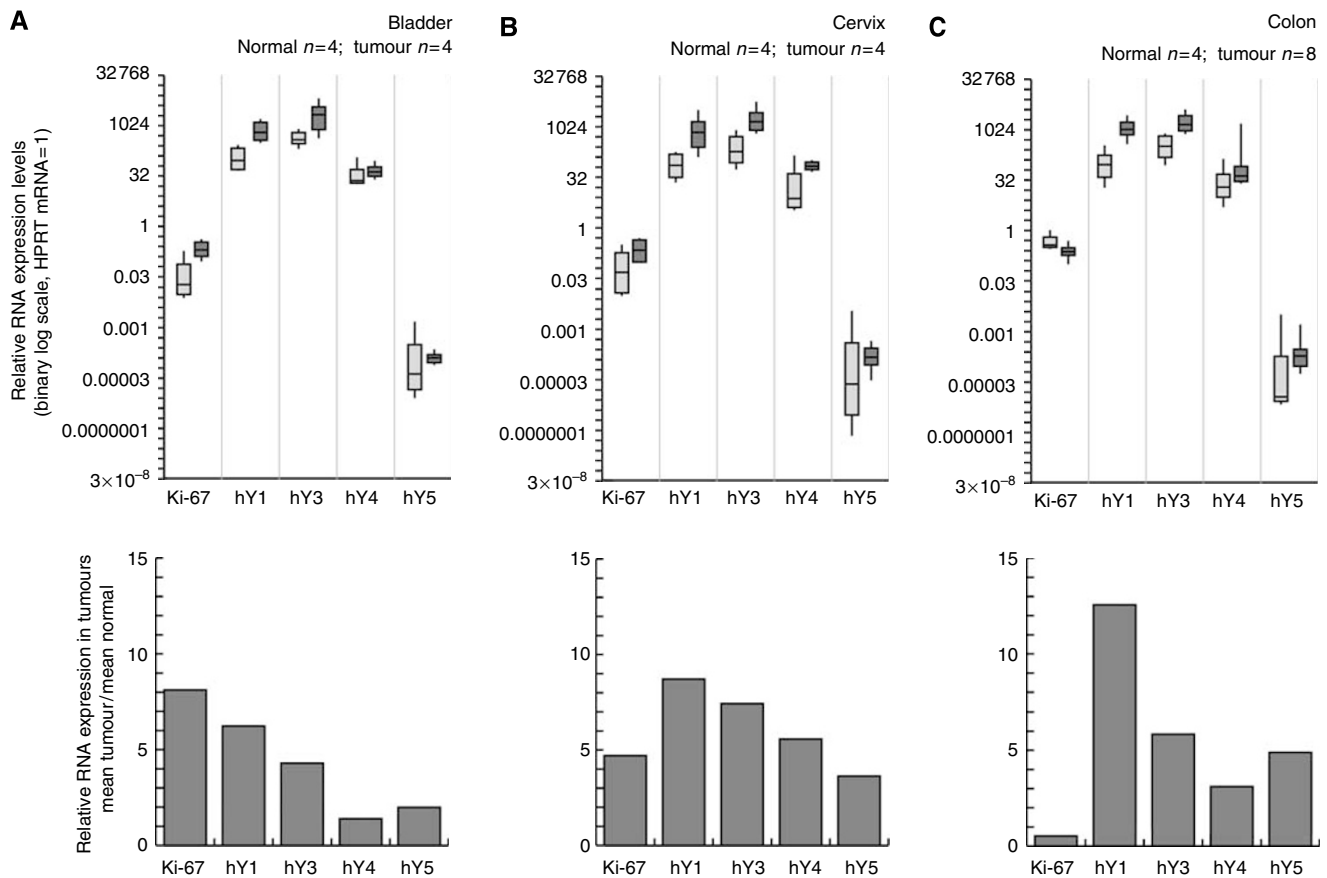 A
Bladder
Normal n=4; tumour n=4
Relative RNA expression levels
(binary log scale, HPRT mRNA=1)
32 768
1024
32
1
0.03
0.001
0.00003
0.0000001
3×10⁻⁸
Ki-67 hY1 hY3 hY4 hY5
B
Cervix
Normal n=4; tumour n=4
32 768
1024
32
1
0.03
0.001
0.00003
0.0000001
3×10⁻⁸
Ki-67 hY1 hY3 hY4 hY5
C
Colon
Normal n=4; tumour n=8
32 768
1024
32
1
0.03
0.001
0.00003
0.0000001
3×10⁻⁸
Ki-67 hY1 hY3 hY4 hY5
Relative RNA expression in tumours
mean tumour/mean normal
15
10
5
0
Ki-67 hY1 hY3 hY4 hY5
15
10
5
0
Ki-67 hY1 hY3 hY4 hY5
15
10
5
0
Ki-67 hY1 hY3 hY4 hY5